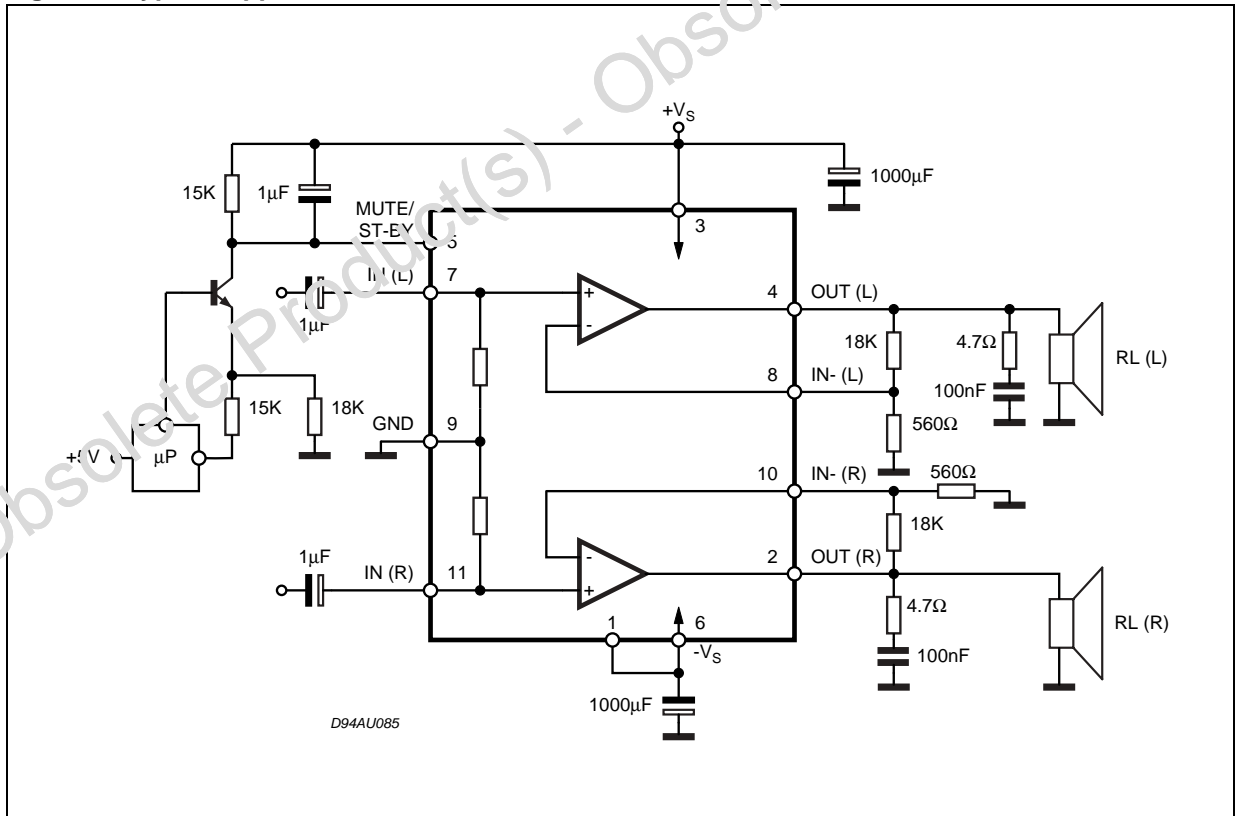 Obsolete Product(s) - Obsol
+VS
1000µF
15K
1µF
MUTE/
ST-BY
5
3
IN (L)
7
1µF
4
OUT (L)
18K
4.7Ω
RL (L)
8
IN- (L)
100nF
560Ω
15K
18K
GND
9
+5V
µP
10
IN- (R)
560Ω
18K
1µF
IN (R)
11
2
OUT (R)
4.7Ω
RL (R)
100nF
1
6
-VS
1000µF
D94AU085